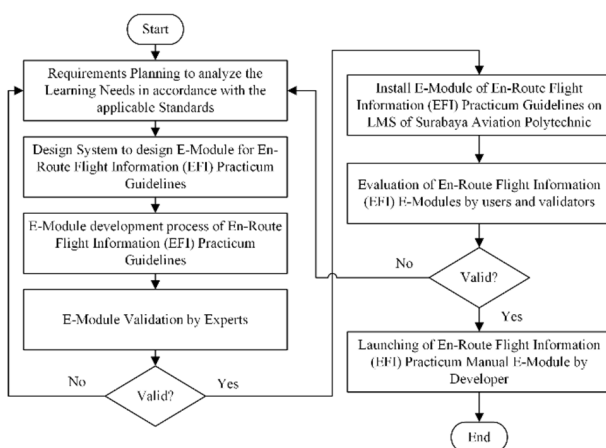 Start
Requirements Planning to analyze the
Learning Needs in accordance with the
applicable Standards
Design System to design E-Module for En-
Route Flight Information (EFI) Practicum
Guidelines
E-Module development process of En-Route
Flight Information (EFI) Practicum
Guidelines
E-Module Validation by Experts
Valid?
No
Yes
Install E-Module of En-Route Flight
Information (EFI) Practicum Guidelines on
LMS of Surabaya Aviation Polytechnic
Evaluation of En-Route Flight Information
(EFI) E-Modules by users and validators
Valid?
No
Yes
Launching of En-Route Flight Information
(EFI) Practicum Manual E-Module by
Developer
End